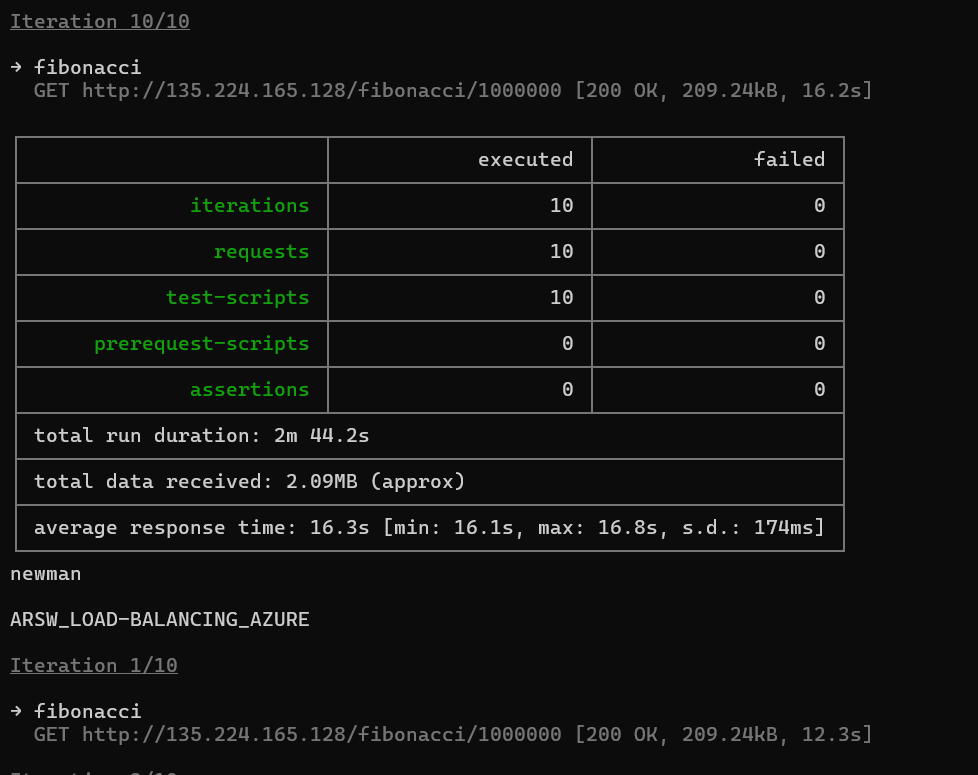 Iteration 10/10
→ fibonacci
GET http://135.224.165.128/fibonacci/1000000 [200 OK, 209.24kB, 16.2s]
executed failed
iterations 10 0
requests 10 0
test-scripts 10 0
prerequest-scripts 0 0
assertions 0 0
total run duration: 2m 44.2s
total data received: 2.09MB (approx)
average response time: 16.3s [min: 16.1s, max: 16.8s, s.d.: 174ms]
newman
ARSW_LOAD-BALANCING_AZURE
Iteration 1/10
→ fibonacci
GET http://135.224.165.128/fibonacci/1000000 [200 OK, 209.24kB, 12.3s]